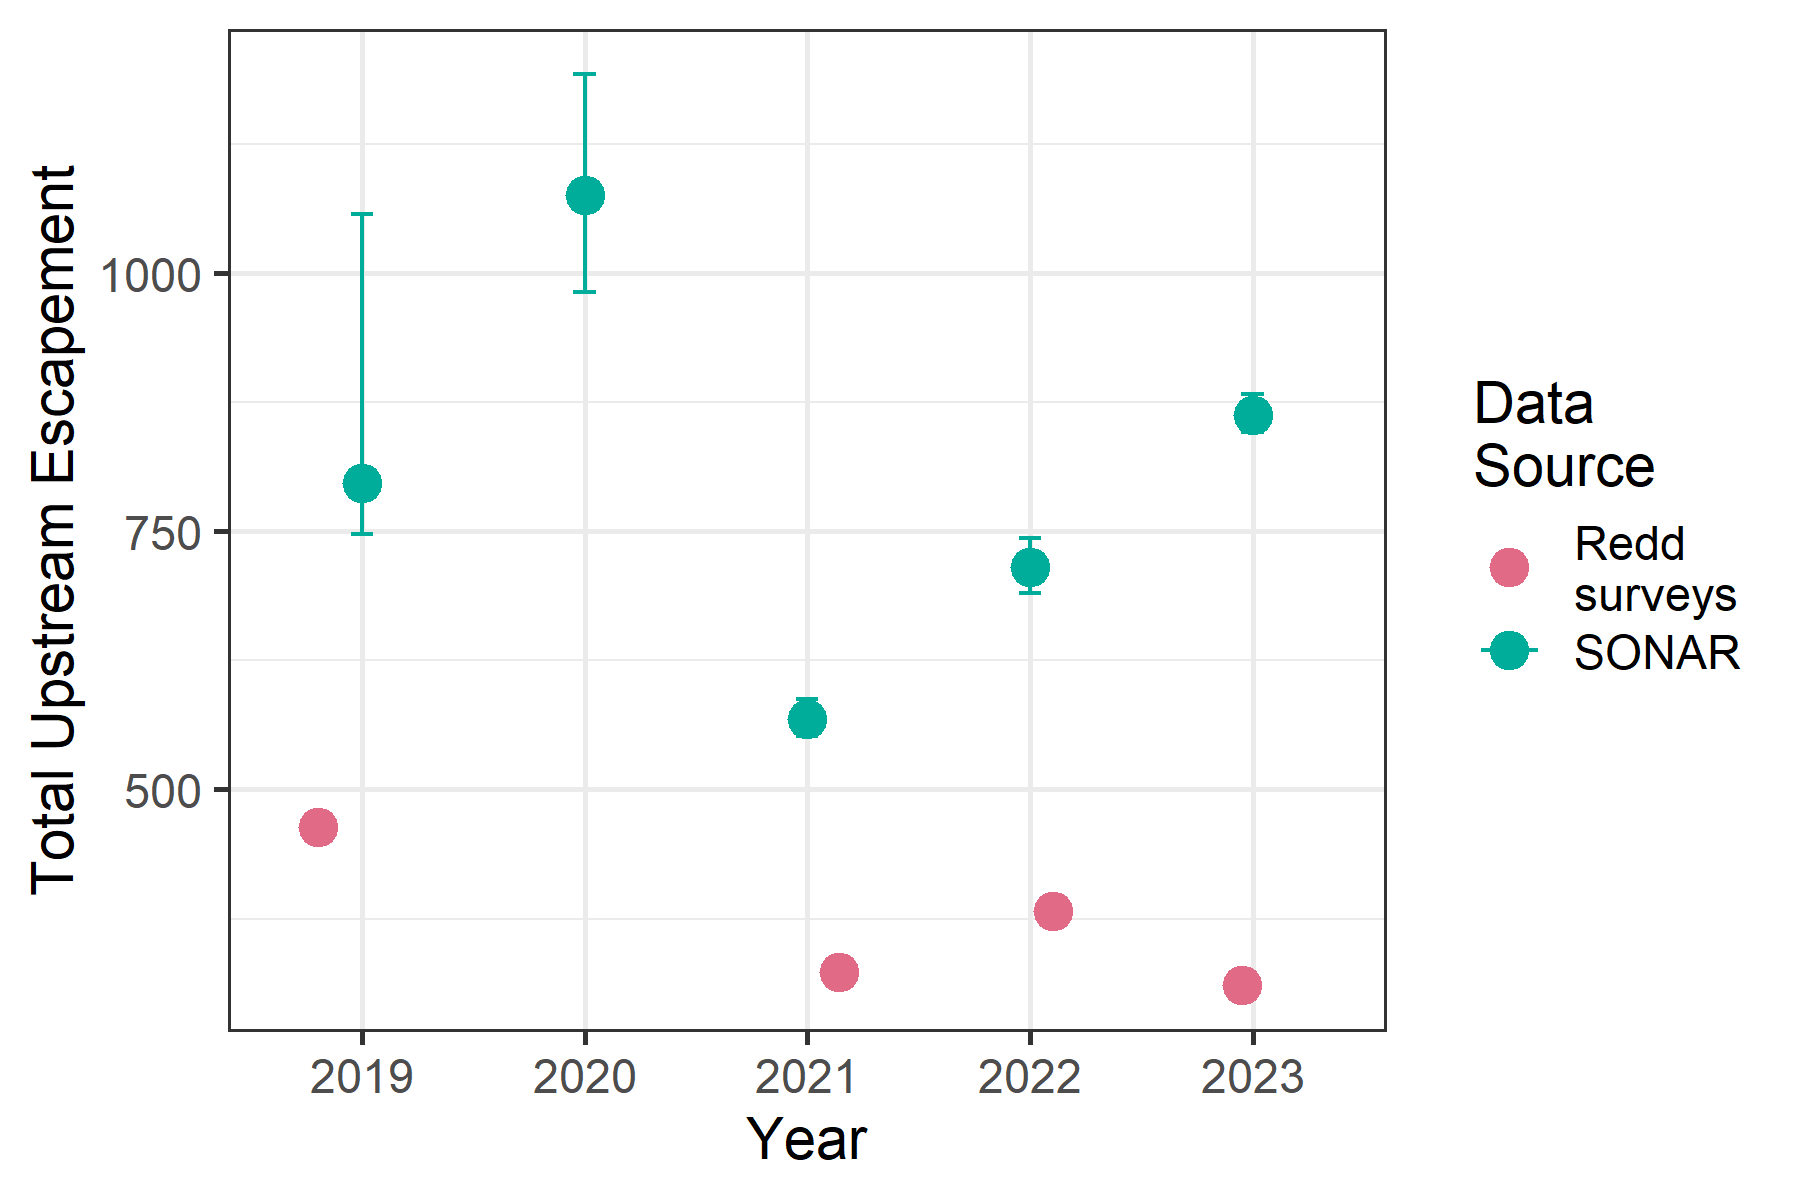 Total Upstream Escapement
1000
750
500
2019
2020
2021
2022
2023
Year
Data
Source
Redd
surveys
SONAR